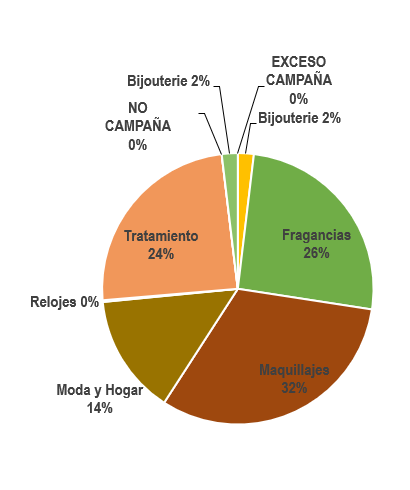 EXCESO
CAMPAÑA
0%
Bijouterie 2%
Bijouterie 2%
NO
CAMPAÑA
0%
Tratamiento
24%
Fragancias
26%
Relojes 0%
Maquillajes
32%
Moda y Hogar
14%